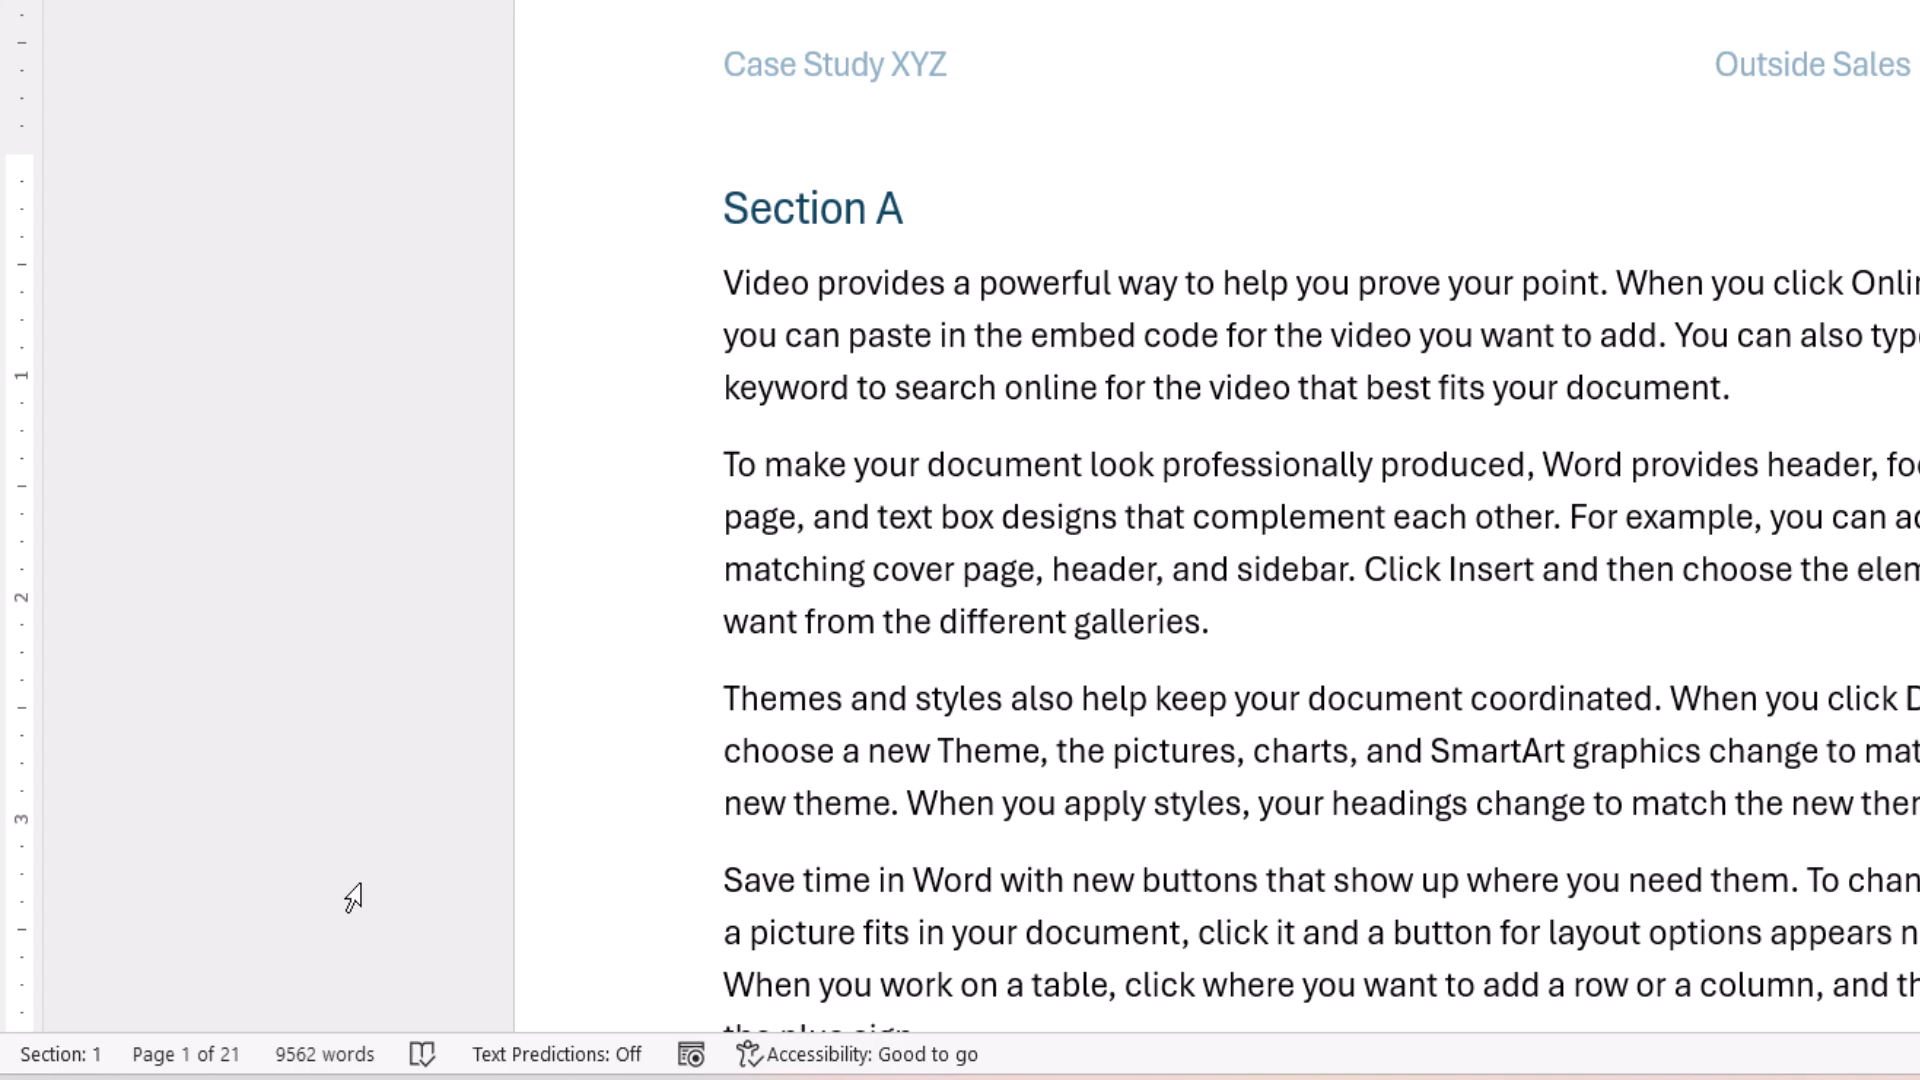 Case Study XYZ Outside Sales
Section A
Video provides a powerful way to help you prove your point. When you click
you can paste in the embed code for the video you want to add. You can also
keyword to search online for the video that best fits your document.
To make your document look professionally produced, Word provides header,
page, and text box designs that complement each other. For example, you can
matching cover page, header, and sidebar. Click Insert and then choose the
want from the different galleries.
Themes and styles also help keep your document coordinated. When you click
choose a new Theme, the pictures, charts, and SmartArt graphics change to
new theme. When you apply styles, your headings change to match the new
Save time in Word with new buttons that show up where you need them. To
a picture fits in your document, click it and a button for layout options appears
When you work on a table, click where you want to add a row or a column, and
the plus sign.
1
2
3
Section: 1 Page 1 of 21 9562 words Text Predictions: Off Accessibility: Good to go